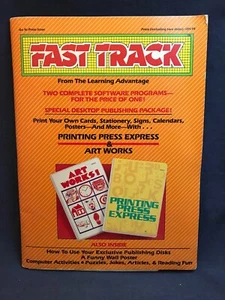 FAST TRACK
From The Learning Advantage
TWO COMPLETE SOFTWARE PROGRAMS—
FOR THE PRICE OF ONE!
SPECIAL DESKTOP PUBLISHING PACKAGE!
Print Your Own Cards, Stationery, Signs, Calendars,
Posters—And More—With . . .
PRINTING PRESS EXPRESS
&
ART WORKS
ART
WORKS!
PRINTING
PRESS
EXPRESS
ALSO INSIDE
How To Use Your Exclusive Publishing Disks
A Funny Wall Poster
Computer Activities • Puzzles, Jokes, Articles, & Reading Fun